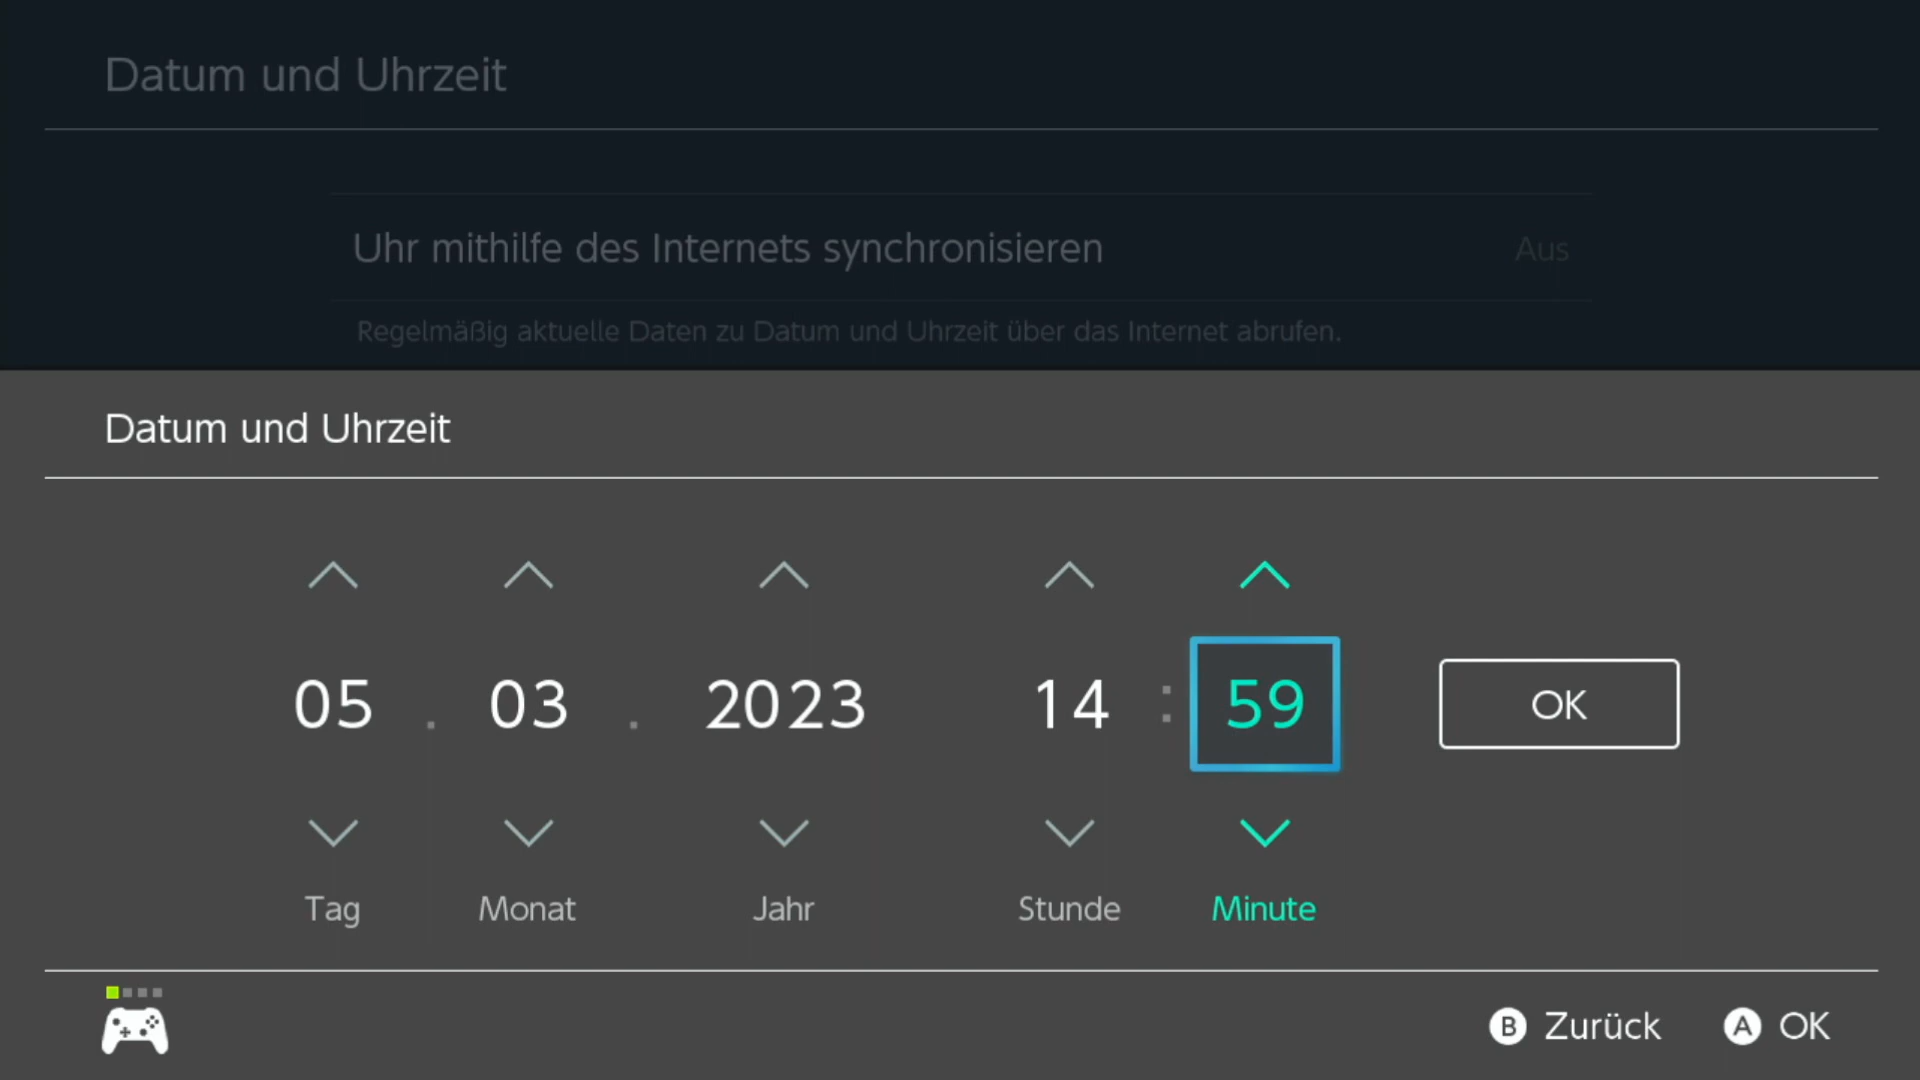 Datum und Uhrzeit
Uhr mithilfe des Internets synchronisieren Aus
Regelmäßig aktuelle Daten zu Datum und Uhrzeit über das Internet abrufen.
Datum und Uhrzeit
05 . 03 . 2023 14 : 59 OK
Tag Monat Jahr Stunde Minute
B Zurück A OK